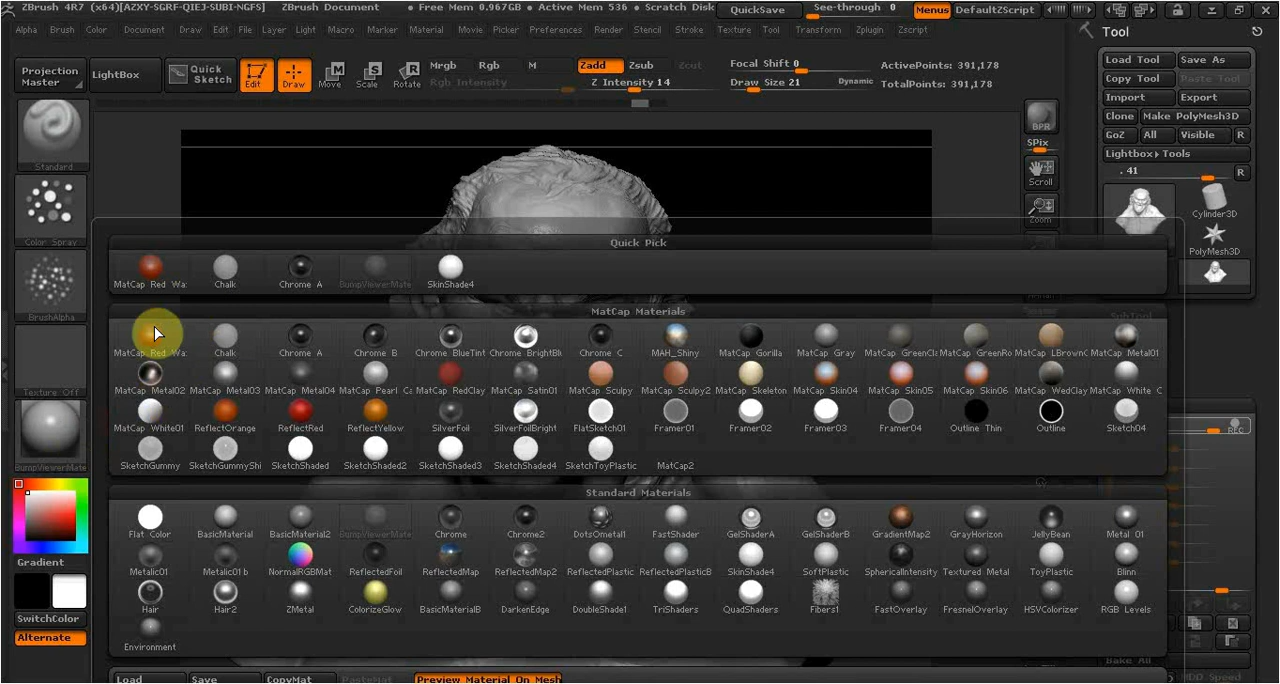 ZBrush 4R7 (x64)[AZXY-SGRF-QIEJ-SUBI-NGFS] ZBrush Document • Free Mem 0.967GB • Active Mem 536 • Scratch Disk QuickSave See-through 0 Menus DefaultZScript
Alpha Brush Color Document Draw Edit File Layer Light Macro Marker Material Movie Picker Preferences Render Stencil Stroke Texture Tool Transform Zplugin Zscript
Tool
Load Tool Save As
Copy Tool Paste Tool
Import Export
Clone Make PolyMesh3D
GoZ All Visible R
Lightbox▸Tools
. 41 R
Cylinder3D
PolyMesh3D
SubTool
Projection Master
LightBox
Quick Sketch
Edit Draw Move Scale Rotate
Mrgb Rgb M Zadd Zsub Zcut
Rgb Intensity Z Intensity 14
Focal Shift 0
Draw Size 21 Dynamic
ActivePoints: 391,178
TotalPoints: 391,178
Standard
Color Spray
BrushAlpha
Texture Off
BumpViewerMate
Gradient
SwitchColor
Alternate
BPR
SPix
Scroll
Zoom
Quick Pick
MatCap Red Wa: Chalk Chrome A BumpViewerMate SkinShade4
MatCap Materials
MatCap Red Wa: Chalk Chrome A Chrome B Chrome BlueTint Chrome BrightBlu Chrome C MAH_Shiny MatCap Gorilla MatCap Gray MatCap GreenCla MatCap GreenRo MatCap LBrownC MatCap Metal01
MatCap Metal02 MatCap Metal03 MatCap Metal04 MatCap Pearl Ca MatCap RedClay MatCap Satin01 MatCap Sculpy MatCap Sculpy2 MatCap Skeleton MatCap Skin04 MatCap Skin05 MatCap Skin06 MatCap WedClay MatCap White C
MatCap White01 ReflectOrange ReflectRed ReflectYellow SilverFoil SilverFoilBright FlatSketch01 Framer01 Framer02 Framer03 Framer04 Outline Thin Outline Sketch04
SketchGummy SketchGummyShi SketchShaded SketchShaded2 SketchShaded3 SketchShaded4 SketchToyPlastic MatCap2
Standard Materials
Flat Color BasicMaterial BasicMaterial2 BumpViewerMate Chrome Chrome2 DotsOmetal1 FastShader GelShaderA GelShaderB GradientMap2 GrayHorizon JellyBean Metal 01
Metalic01 Metalic01 b NormalRGBMat ReflectedFoil ReflectedMap ReflectedMap2 ReflectedPlastic ReflectedPlasticB SkinShade4 SoftPlastic SphericalIntensity Textured Metal ToyPlastic Blinn
Hair Hair2 ZMetal ColorizeGlow BasicMaterialB DarkenEdge DoubleShade1 TriShaders QuadShaders Fibers1 FastOverlay FresnelOverlay HSVColorizer RGB Levels
Environment
Load Save CopyMat PasteMat Preview Material On Mesh
REC
Bake All
MDD Speed